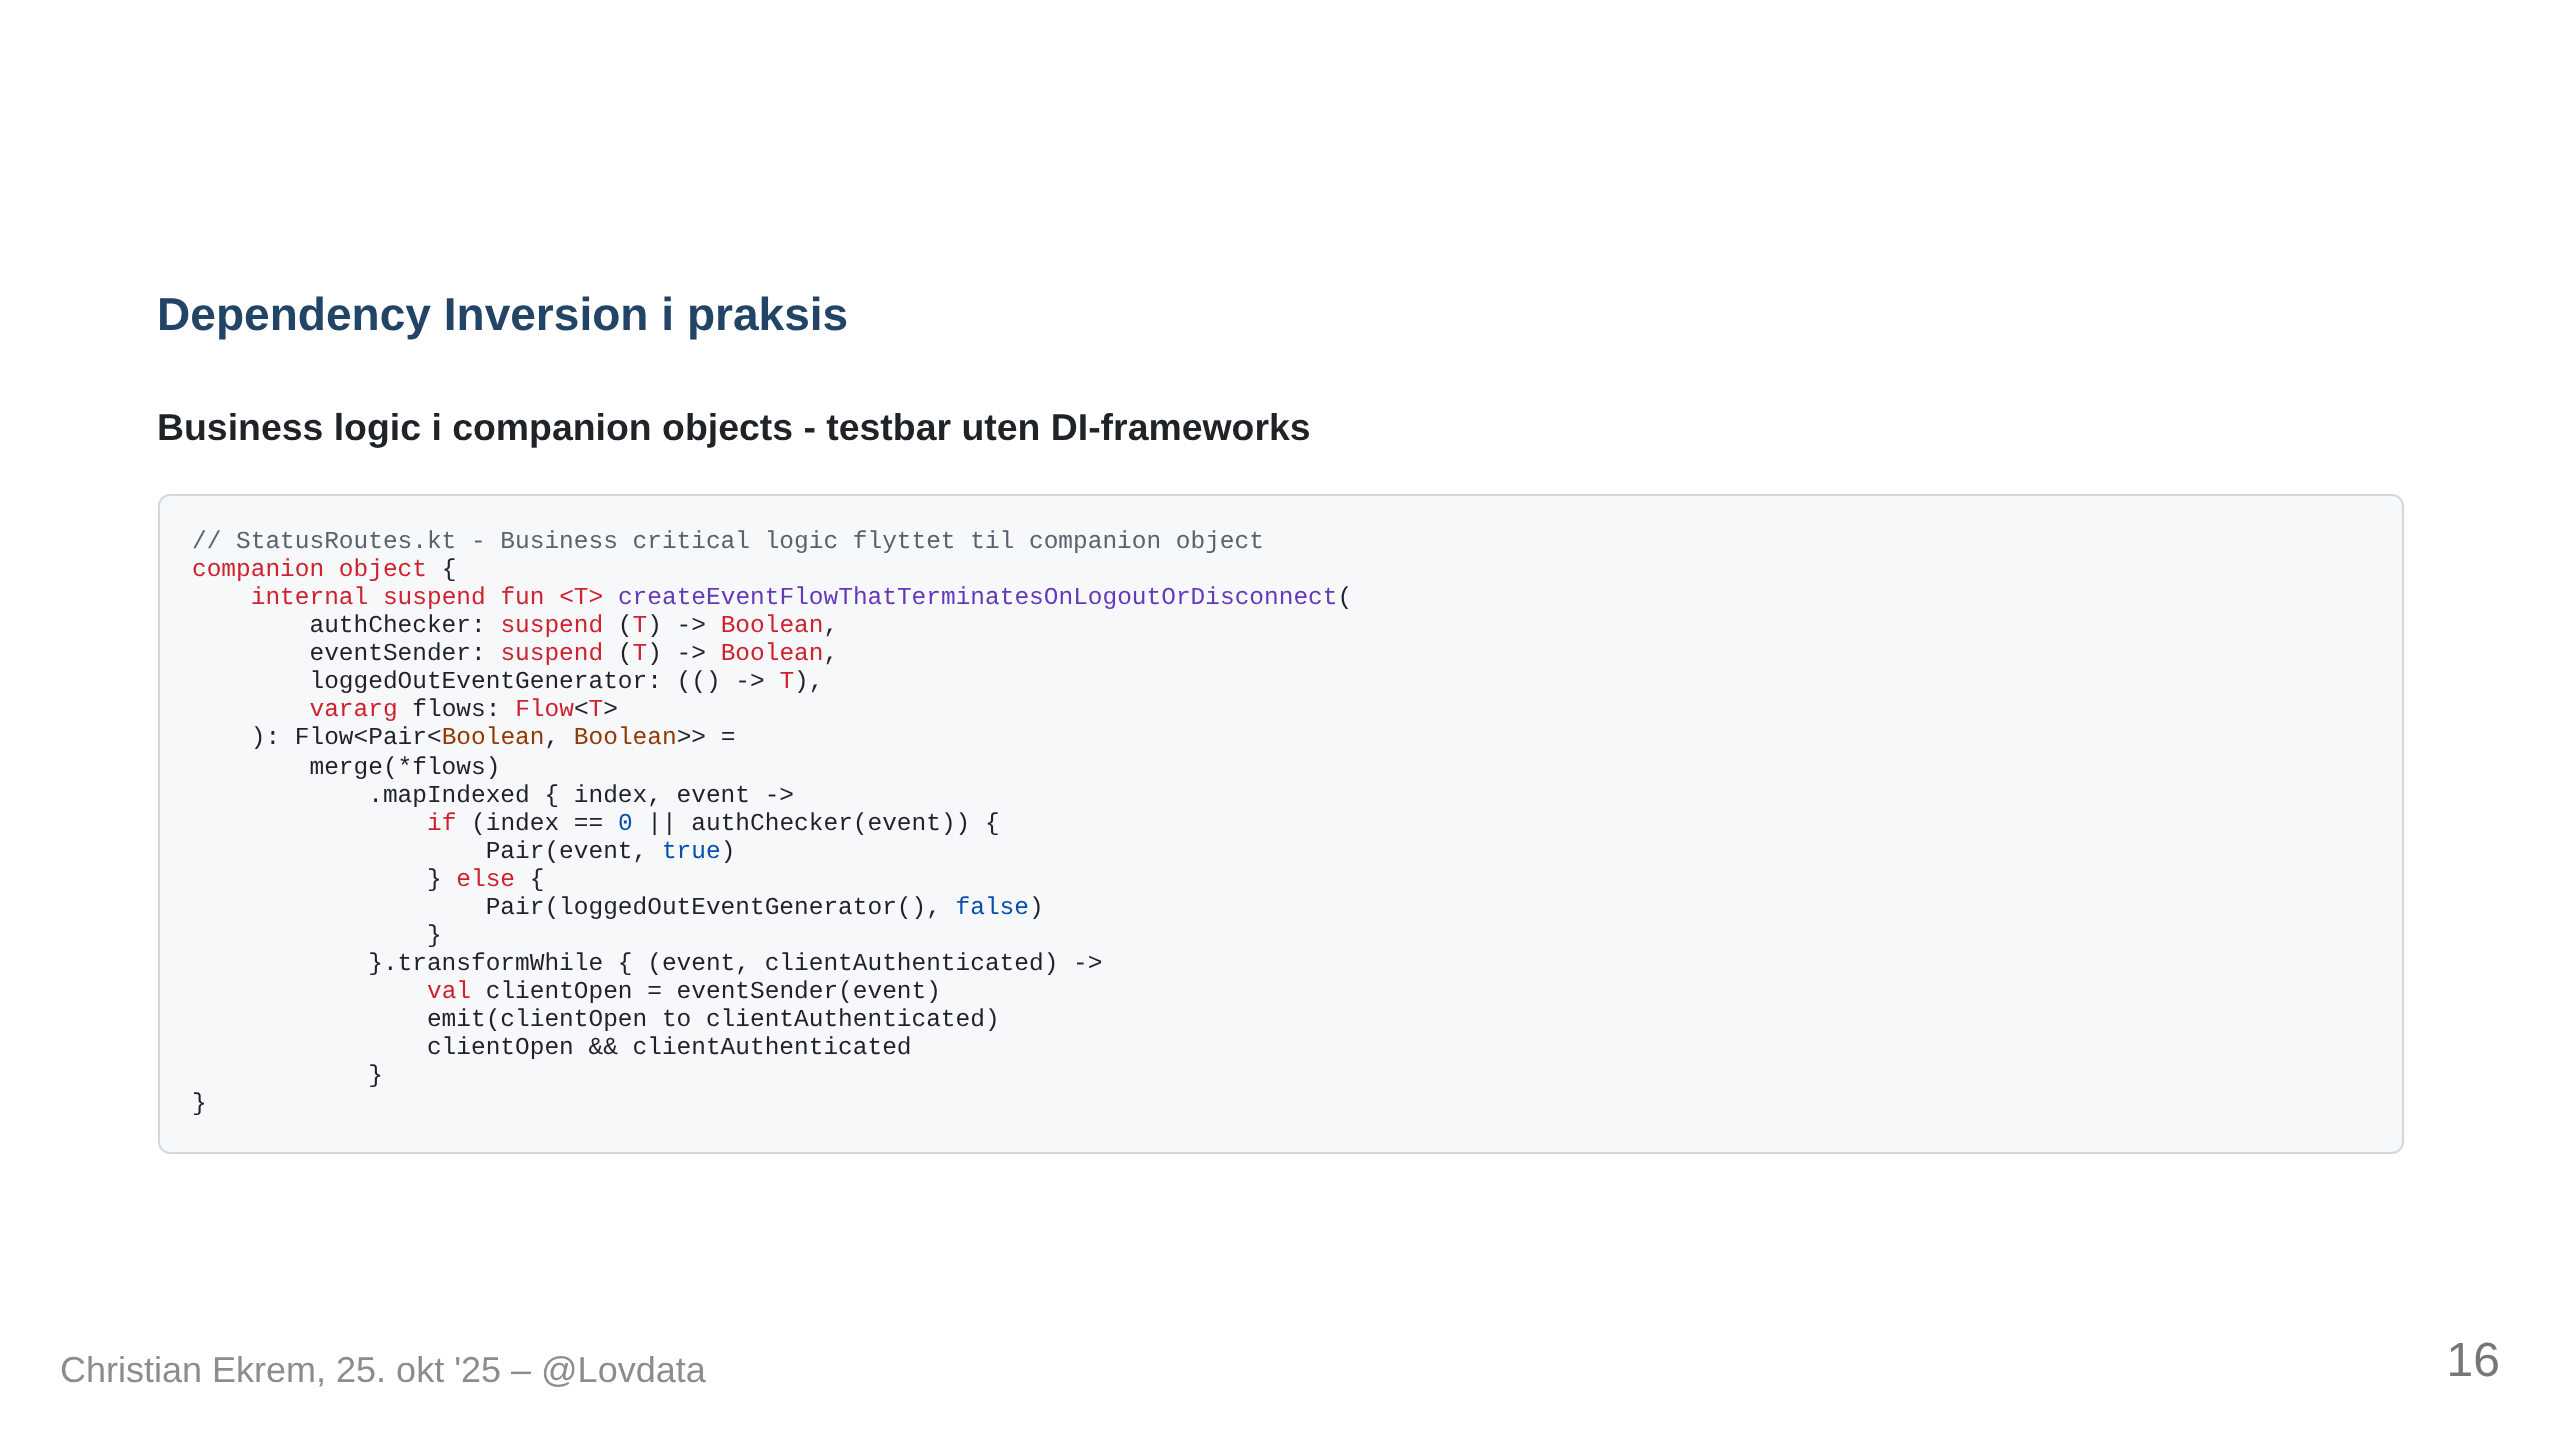 Dependency Inversion i praksis
Business logic i companion objects - testbar uten DI-frameworks
// StatusRoutes.kt - Business critical logic flyttet til companion object
companion object {
    internal suspend fun <T> createEventFlowThatTerminatesOnLogoutOrDisconnect(
        authChecker: suspend (T) -> Boolean,
        eventSender: suspend (T) -> Boolean,
        loggedOutEventGenerator: (() -> T),
        vararg flows: Flow<T>
    ): Flow<Pair<Boolean, Boolean>> =
        merge(*flows)
            .mapIndexed { index, event ->
                if (index == 0 || authChecker(event)) {
                    Pair(event, true)
                } else {
                    Pair(loggedOutEventGenerator(), false)
                }
            }.transformWhile { (event, clientAuthenticated) ->
                val clientOpen = eventSender(event)
                emit(clientOpen to clientAuthenticated)
                clientOpen && clientAuthenticated
            }
}
Christian Ekrem, 25. okt '25 – @Lovdata
16